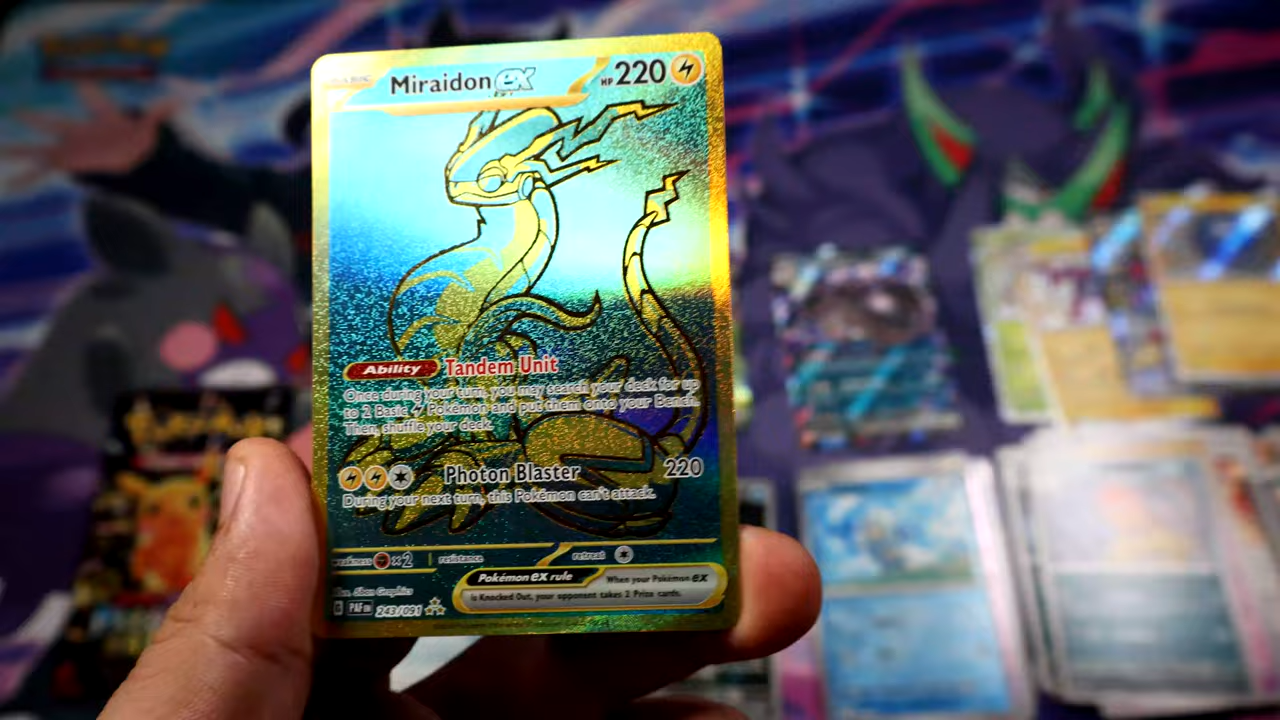 BASIC
Miraidon ex HP 220
Ability Tandem Unit
Once during your turn, you may search your deck for up
to 2 Basic Pokémon and put them onto your Bench.
Then, shuffle your deck.
Photon Blaster 220
During your next turn, this Pokémon can't attack.
weakness ×2 resistance retreat
Pokémon ex rule When your Pokémon ex
is Knocked Out, your opponent takes 2 Prize cards.
Illus. 5ban Graphics
G PAF EN 243/091